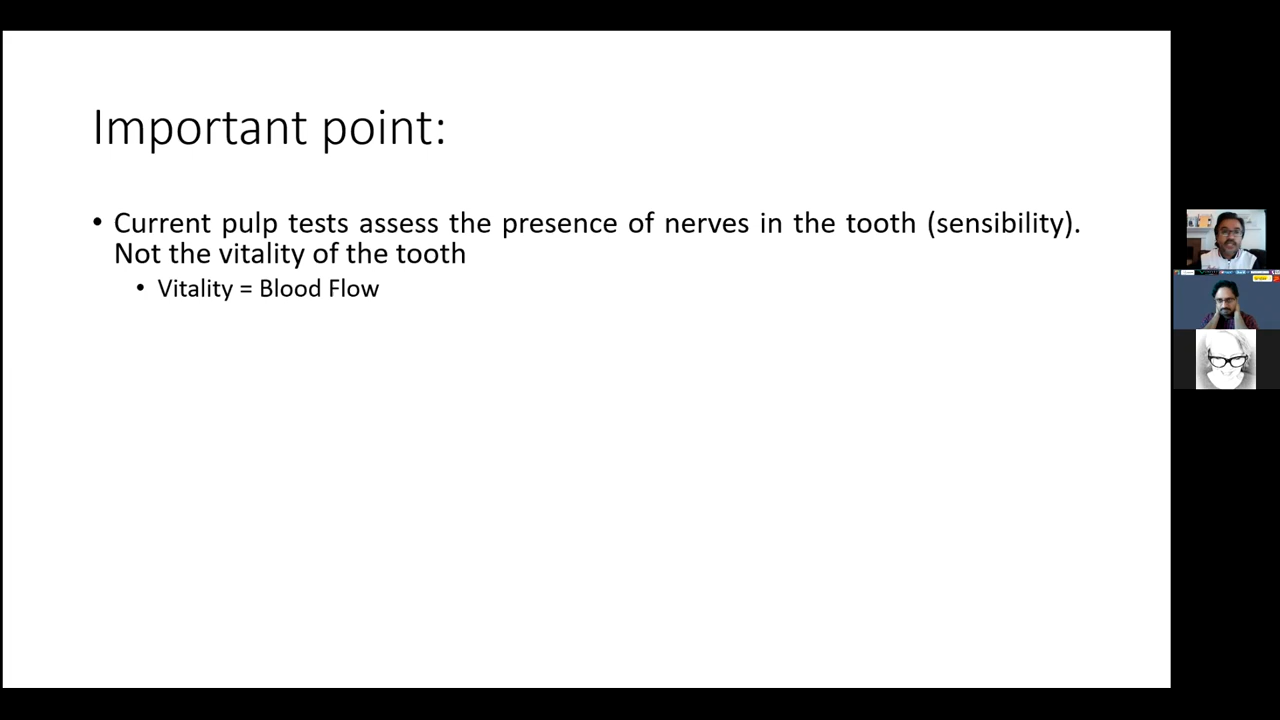 Important point:
• Current pulp tests assess the presence of nerves in the tooth (sensibility).
Not the vitality of the tooth
• Vitality = Blood Flow